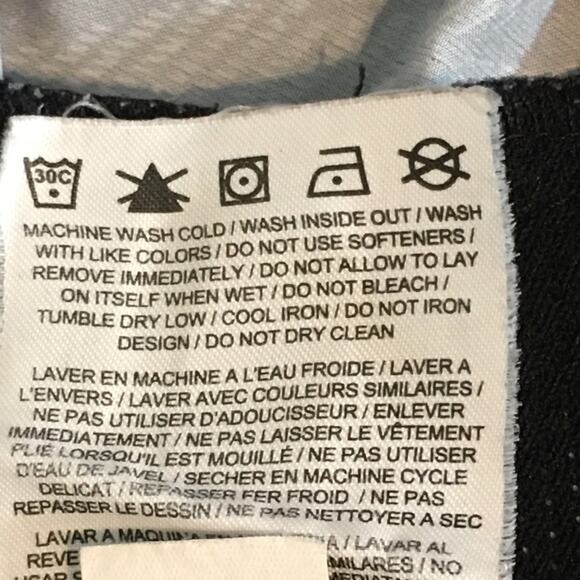 30C
MACHINE WASH COLD / WASH INSIDE OUT / WASH
WITH LIKE COLORS / DO NOT USE SOFTENERS /
REMOVE IMMEDIATELY / DO NOT ALLOW TO LAY
ON ITSELF WHEN WET / DO NOT BLEACH /
TUMBLE DRY LOW / COOL IRON / DO NOT IRON
DESIGN / DO NOT DRY CLEAN
LAVER EN MACHINE A L'EAU FROIDE / LAVER A
L'ENVERS / LAVER AVEC COULEURS SIMILAIRES /
NE PAS UTILISER D'ADOUCISSEUR / ENLEVER
IMMEDIATEMENT / NE PAS LAISSER LE VÊTEMENT
PLIÉ LORSQU'IL EST MOUILLÉ / NE PAS UTILISER
D'EAU DE JAVEL / SECHER EN MACHINE CYCLE
DELICAT / REPASSER FER FROID / NE PAS
REPASSER LE DESSIN / NE PAS NETTOYER A SEC
LAVAR A / LAVAR AL
/ NO